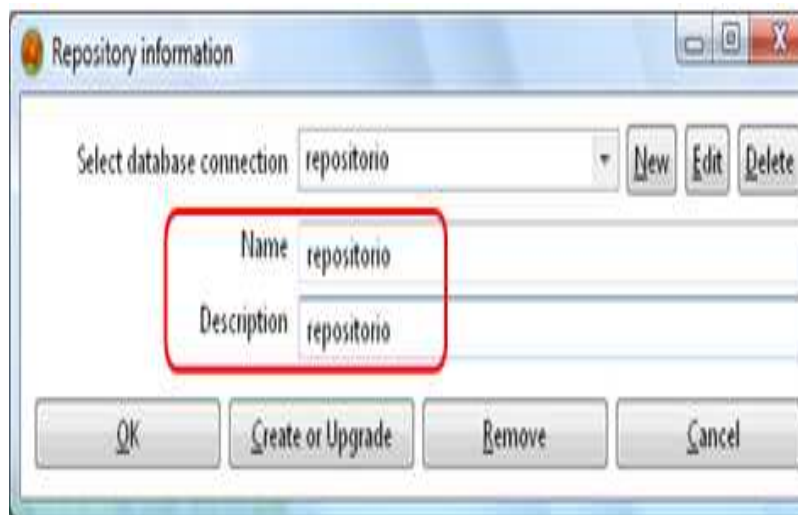 Repository information
Select database connection repositorio New Edit Delete
Name repositorio
Description repositorio
OK Create or Upgrade Remove Cancel